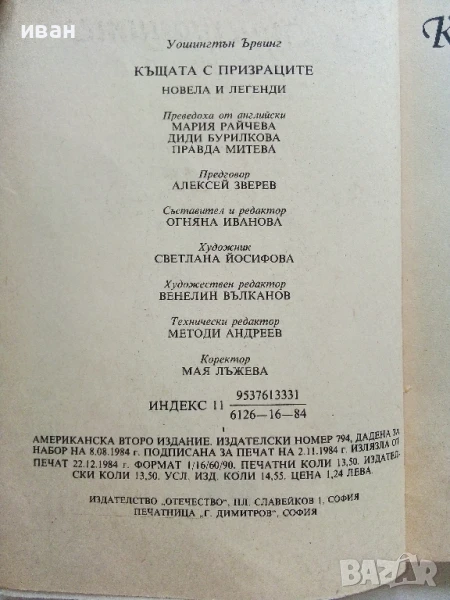 иван
Уошингтън Ървинг
КЪЩАТА С ПРИЗРАЦИТЕ
НОВЕЛА И ЛЕГЕНДИ
Преведоха от английски
МАРИЯ РАЙЧЕВА
ДИДИ БУРИЛКОВА
ПРАВДА МИТЕВА
Предговор
АЛЕКСЕЙ ЗВЕРЕВ
Съставител и редактор
ОГНЯНА ИВАНОВА
Художник
СВЕТЛАНА ЙОСИФОВА
Художествен редактор
ВЕНЕЛИН ВЪЛКАНОВ
Технически редактор
МЕТОДИ АНДРЕЕВ
Коректор
МАЯ ЛЪЖЕВА
9537613331
ИНДЕКС 11
6126—16—84
АМЕРИКАНСКА ВТОРО ИЗДАНИЕ. ИЗДАТЕЛСКИ НОМЕР 794, ДАДЕНА ЗА
НАБОР НА 8.08.1984 г. ПОДПИСАНА ЗА ПЕЧАТ НА 2.11.1984 г. ИЗЛЯЗЛА ОТ
ПЕЧАТ 22.12.1984 г. ФОРМАТ 1/16/60/90. ПЕЧАТНИ КОЛИ 13,50. ИЗДАТЕЛ-
СКИ КОЛИ 13,50. УСЛ. ИЗД. КОЛИ 14,55. ЦЕНА 1,24 ЛЕВА.
ИЗДАТЕЛСТВО „ОТЕЧЕСТВО”, ПЛ. СЛАВЕЙКОВ 1, СОФИЯ
ПЕЧАТНИЦА „Г. ДИМИТРОВ”, СОФИЯ
К
BAZAR